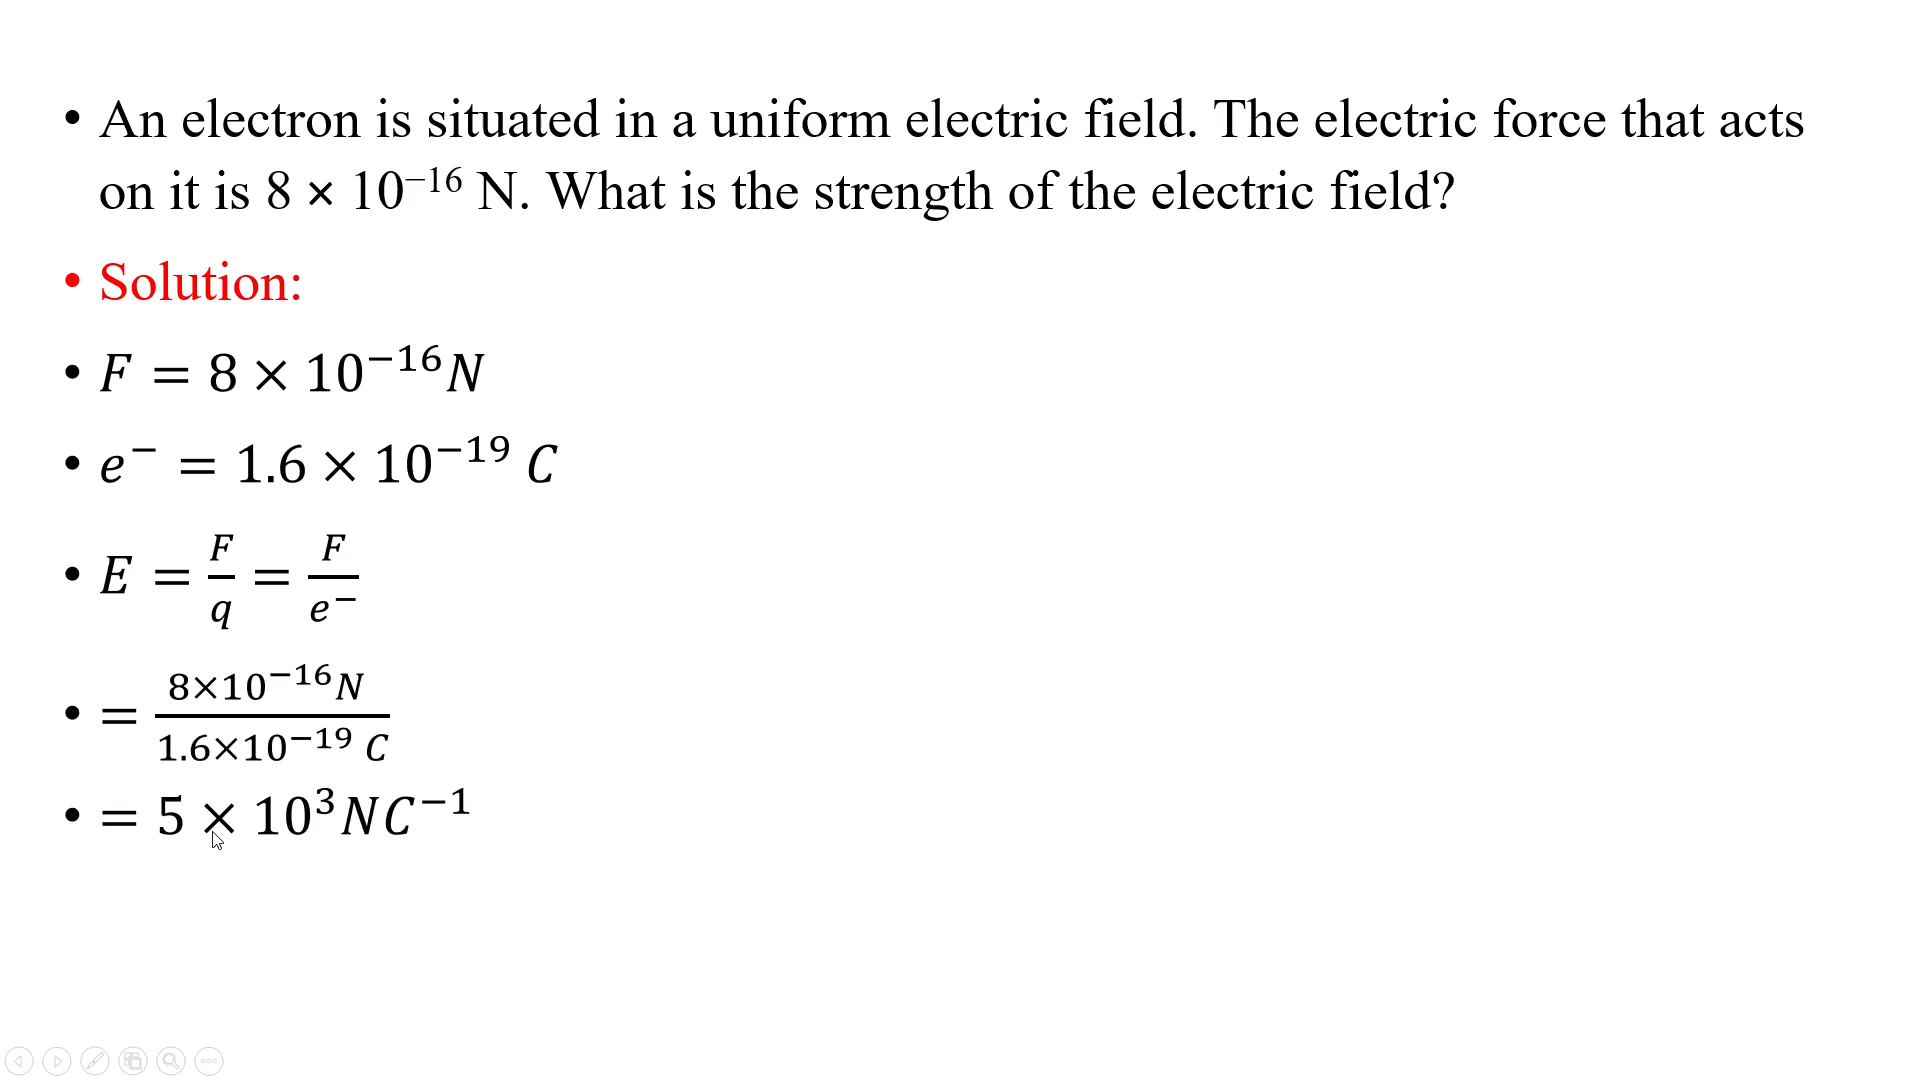 • An electron is situated in a uniform electric field. The electric force that acts
on it is 8 × 10⁻¹⁶ N. What is the strength of the electric field?
• Solution:
• F = 8 × 10⁻¹⁶N
• e⁻ = 1.6 × 10⁻¹⁹ C
• E = F/q = F/e⁻
• = 8×10⁻¹⁶N/1.6×10⁻¹⁹ C
• = 5 × 10³NC⁻¹